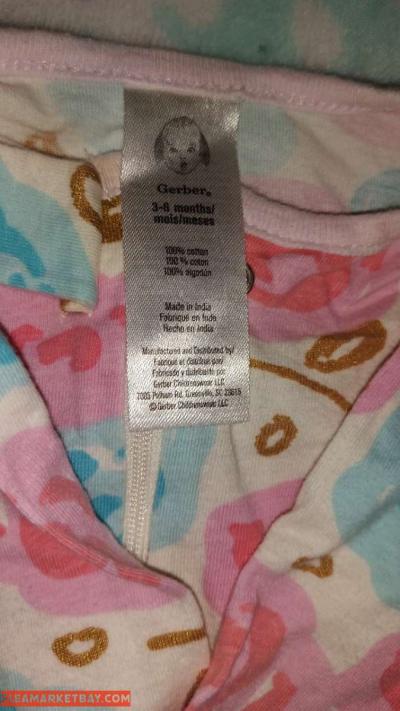 Gerber®
3-6 months/
mois/meses
100% cotton
100 % coton
100% algodón
Made in India
Fabriqué en Inde
Hecho en India
Manufactured and Distributed by/
Fabriqué et distribué par/
Fabricado y distribuido por
Gerber Childrenswear LLC
7005 Pelham Rd, Greenville, SC 29615
© Gerber Childrenswear LLC
FLEAMARKETBAY.COM